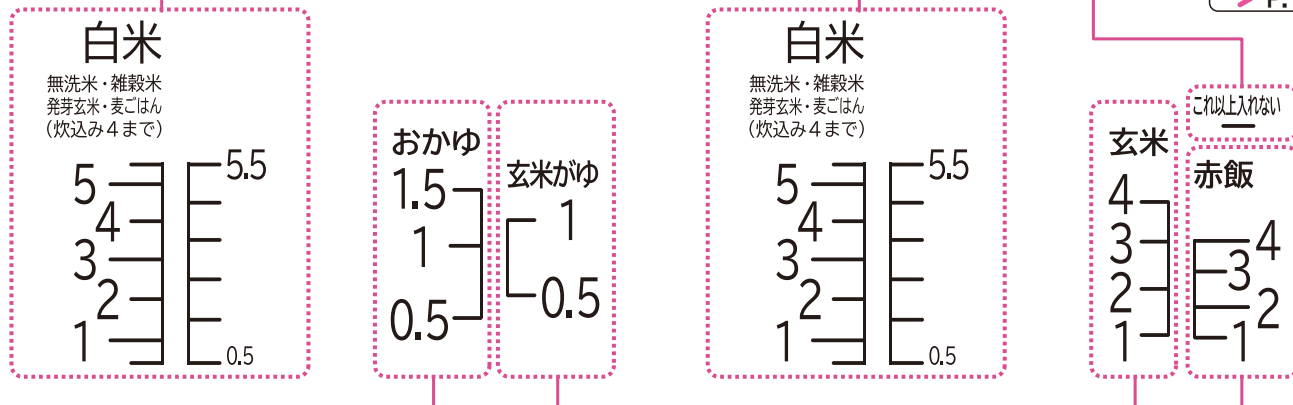 白米
無洗米・雑穀米
発芽玄米・麦ごはん
(炊込み4まで)
5
4
3
2
1
5.5
0.5
おかゆ
1.5
1
0.5
玄米がゆ
1
0.5
白米
無洗米・雑穀米
発芽玄米・麦ごはん
(炊込み4まで)
5
4
3
2
1
5.5
0.5
玄米
4
3
2
1
これ以上入れない
赤飯
4
3
2
1